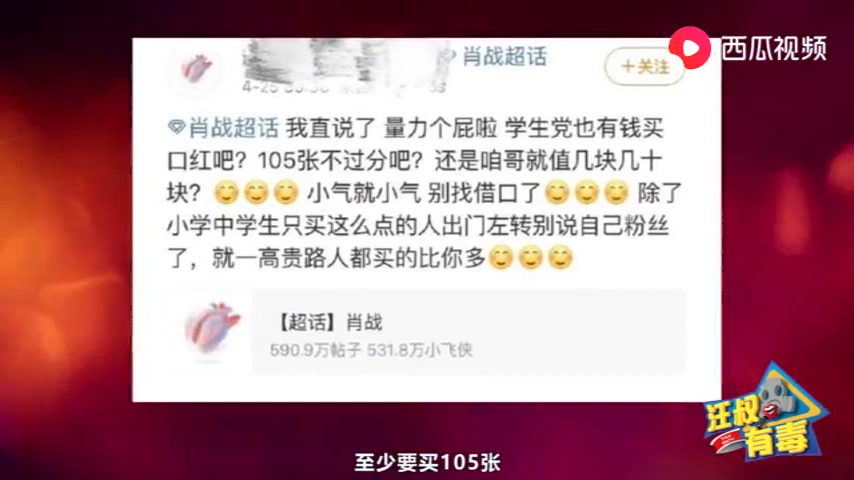 西瓜视频
肖战超话
+关注
肖战超话 我直说了 量力个屁啦 学生党也有钱买
口红吧？105张不过分吧？还是咱哥就值几块几十
块？😊😊😊 小气就小气 别找借口了😊😊😊 除了
小学中学生只买这么点的人出门左转别说自己粉丝
了，就一高贵路人都买的比你多😊😊😊
【超话】肖战
590.9万帖子 531.8万小飞侠
汪叔
有毒
至少要买105张